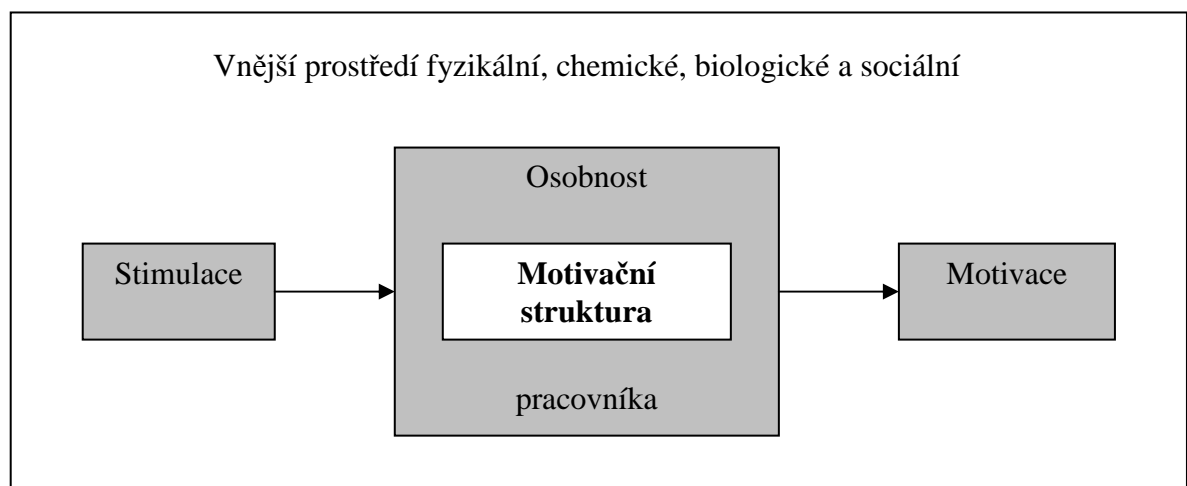 Vnější prostředí fyzikální, chemické, biologické a sociální
Osobnost
Stimulace
Motivační
struktura
Motivace
pracovníka